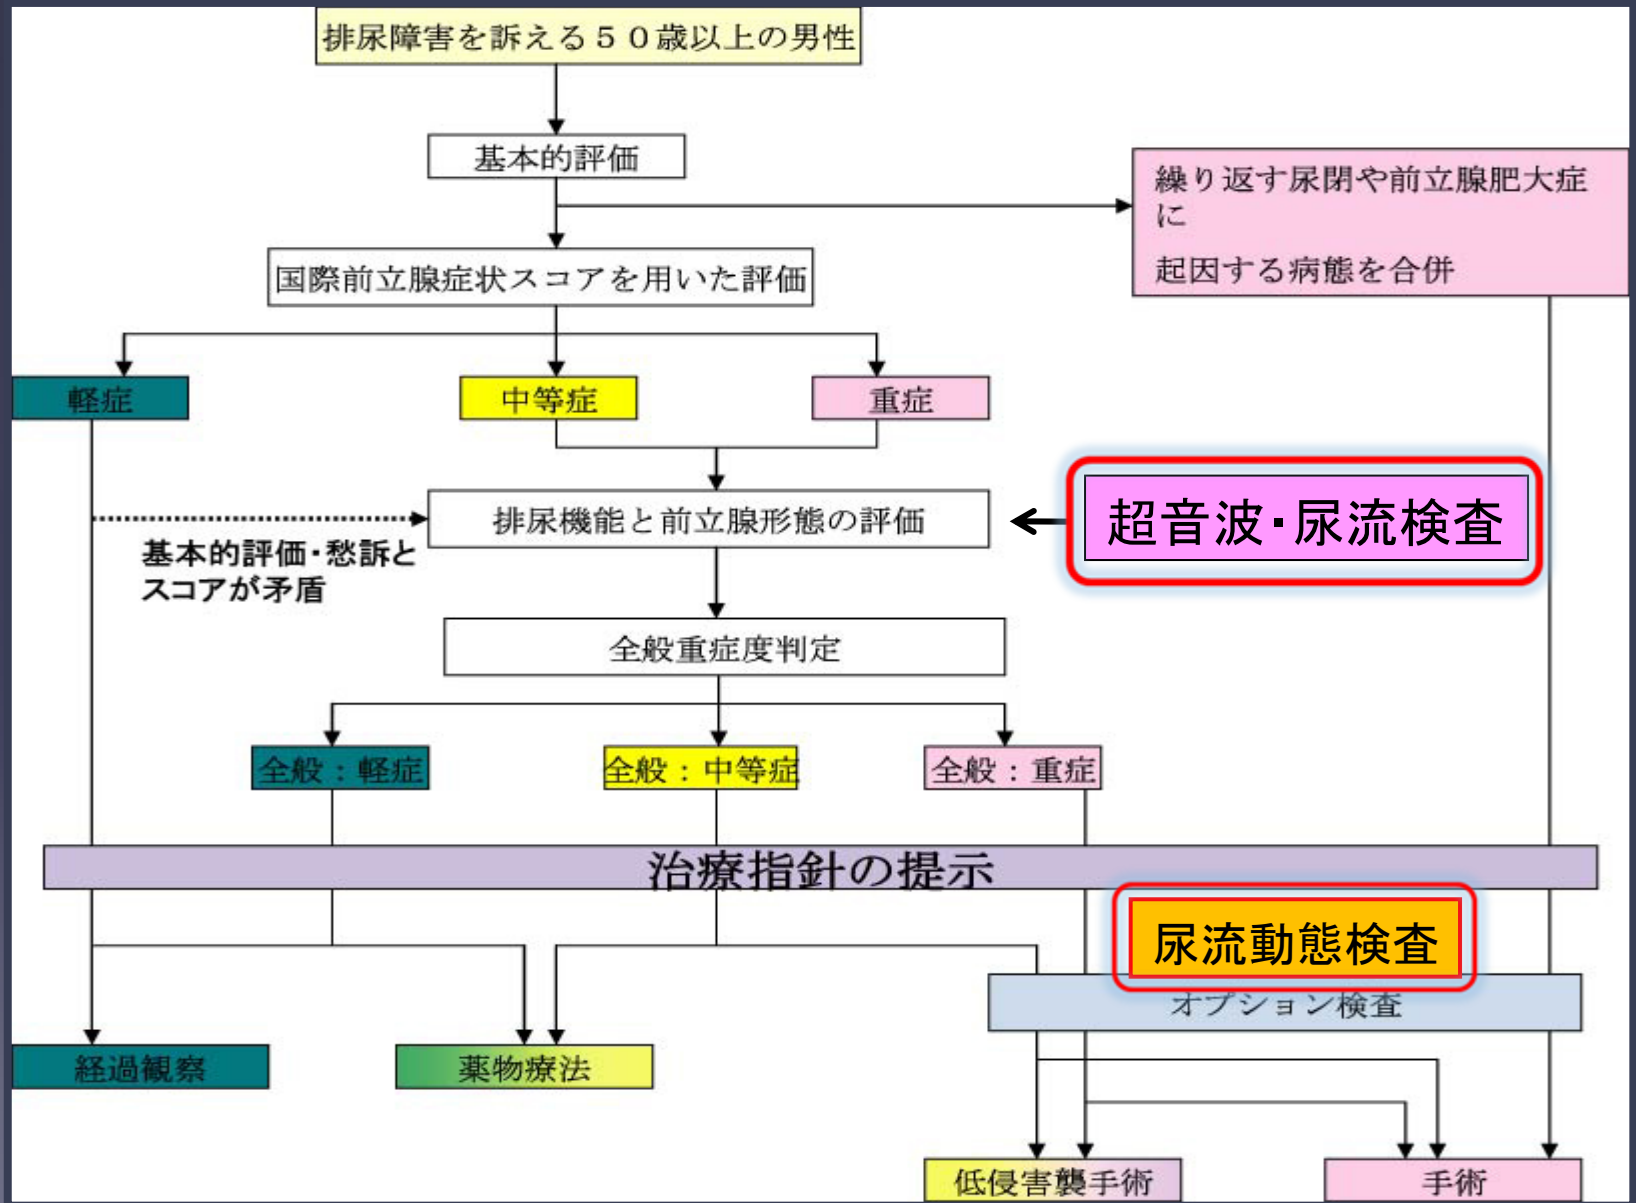 排尿障害を訴える５０歳以上の男性
基本的評価
繰り返す尿閉や前立腺肥大症
に
起因する病態を合併
国際前立腺症状スコアを用いた評価
軽症
中等症
重症
超音波・尿流検査
排尿機能と前立腺形態の評価
基本的評価・愁訴と
スコアが矛盾
全般重症度判定
全般：軽症
全般：中等症
全般：重症
治療指針の提示
尿流動態検査
オプション検査
経過観察
薬物療法
低侵害襲手術
手術